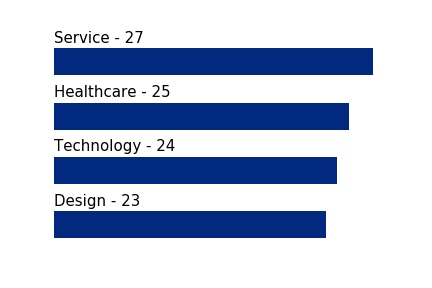 Service - 27
Healthcare - 25
Technology - 24
Design - 23